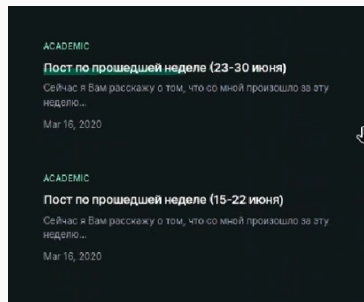 ACADEMIC
Пост по прошедшей неделе (23-30 июня)
Сейчас я Вам расскажу о том, что со мной произошло за эту
неделю...
Mar 16, 2020
ACADEMIC
Пост по прошедшей неделе (15-22 июня)
Сейчас я Вам расскажу о том, что со мной произошло за эту
неделю...
Mar 16, 2020